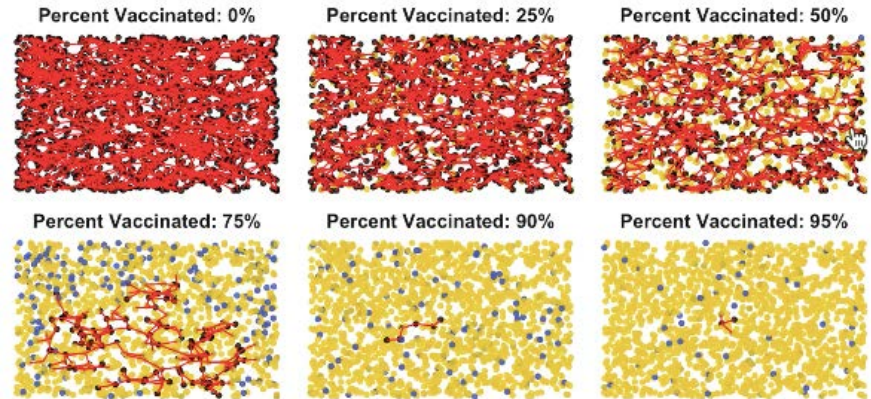 Percent Vaccinated: 0%
Percent Vaccinated: 25%
Percent Vaccinated: 50%
Percent Vaccinated: 75%
Percent Vaccinated: 90%
Percent Vaccinated: 95%